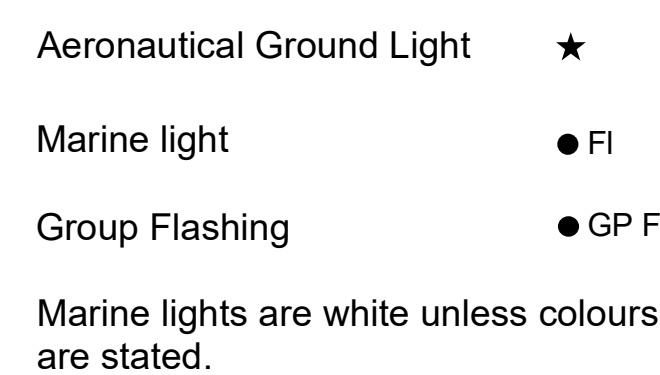 Aeronautical Ground Light ★
Marine light ● Fl
Group Flashing ● GP F
Marine lights are white unless colours
are stated.